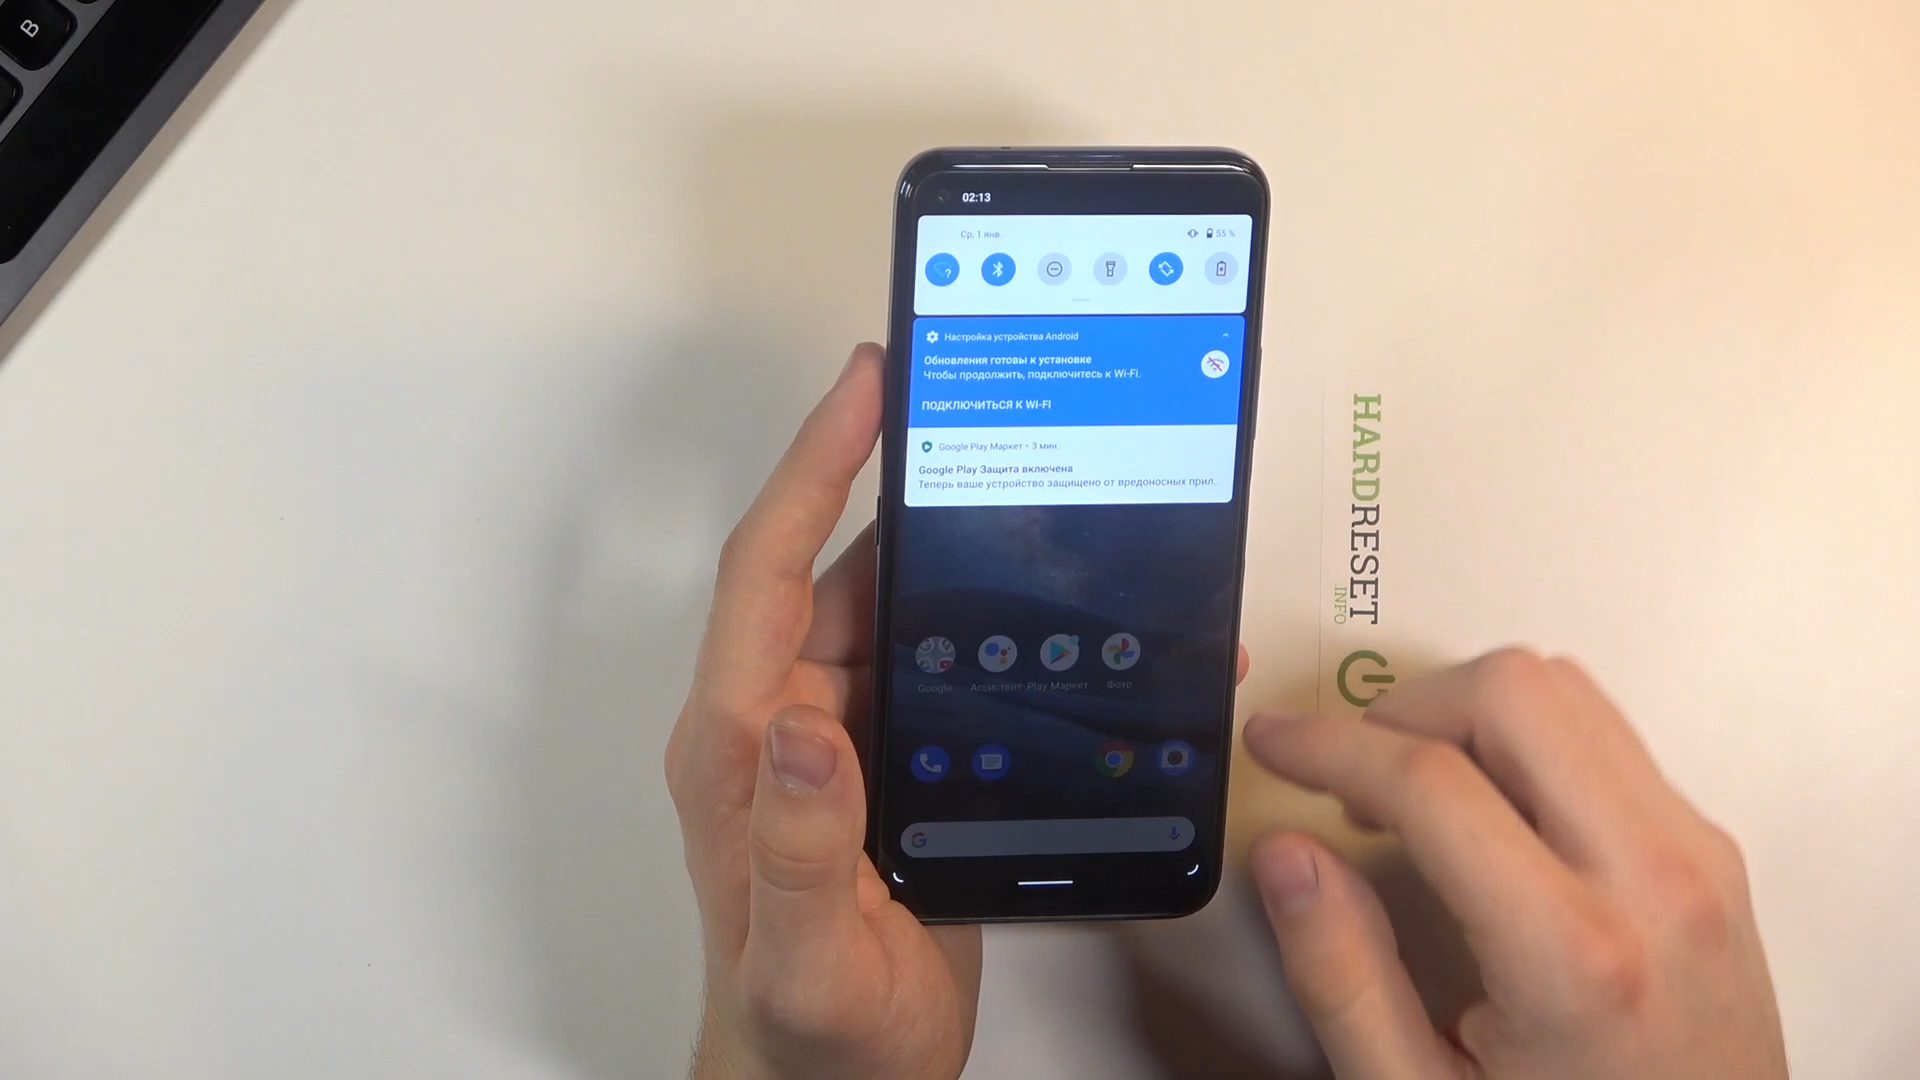 B
02:13
Ср, 1 янв.
55 %
Настройка устройства Android
Обновления готовы к установке
Чтобы продолжить, подключитесь к Wi-Fi.
ПОДКЛЮЧИТЬСЯ К WI-FI
Google Play Маркет • 3 мин.
Google Play Защита включена
Теперь ваше устройство защищено от вредоносных прил..
Google
Ассистент
Play Маркет
Фото
HARDRESET
.INFO